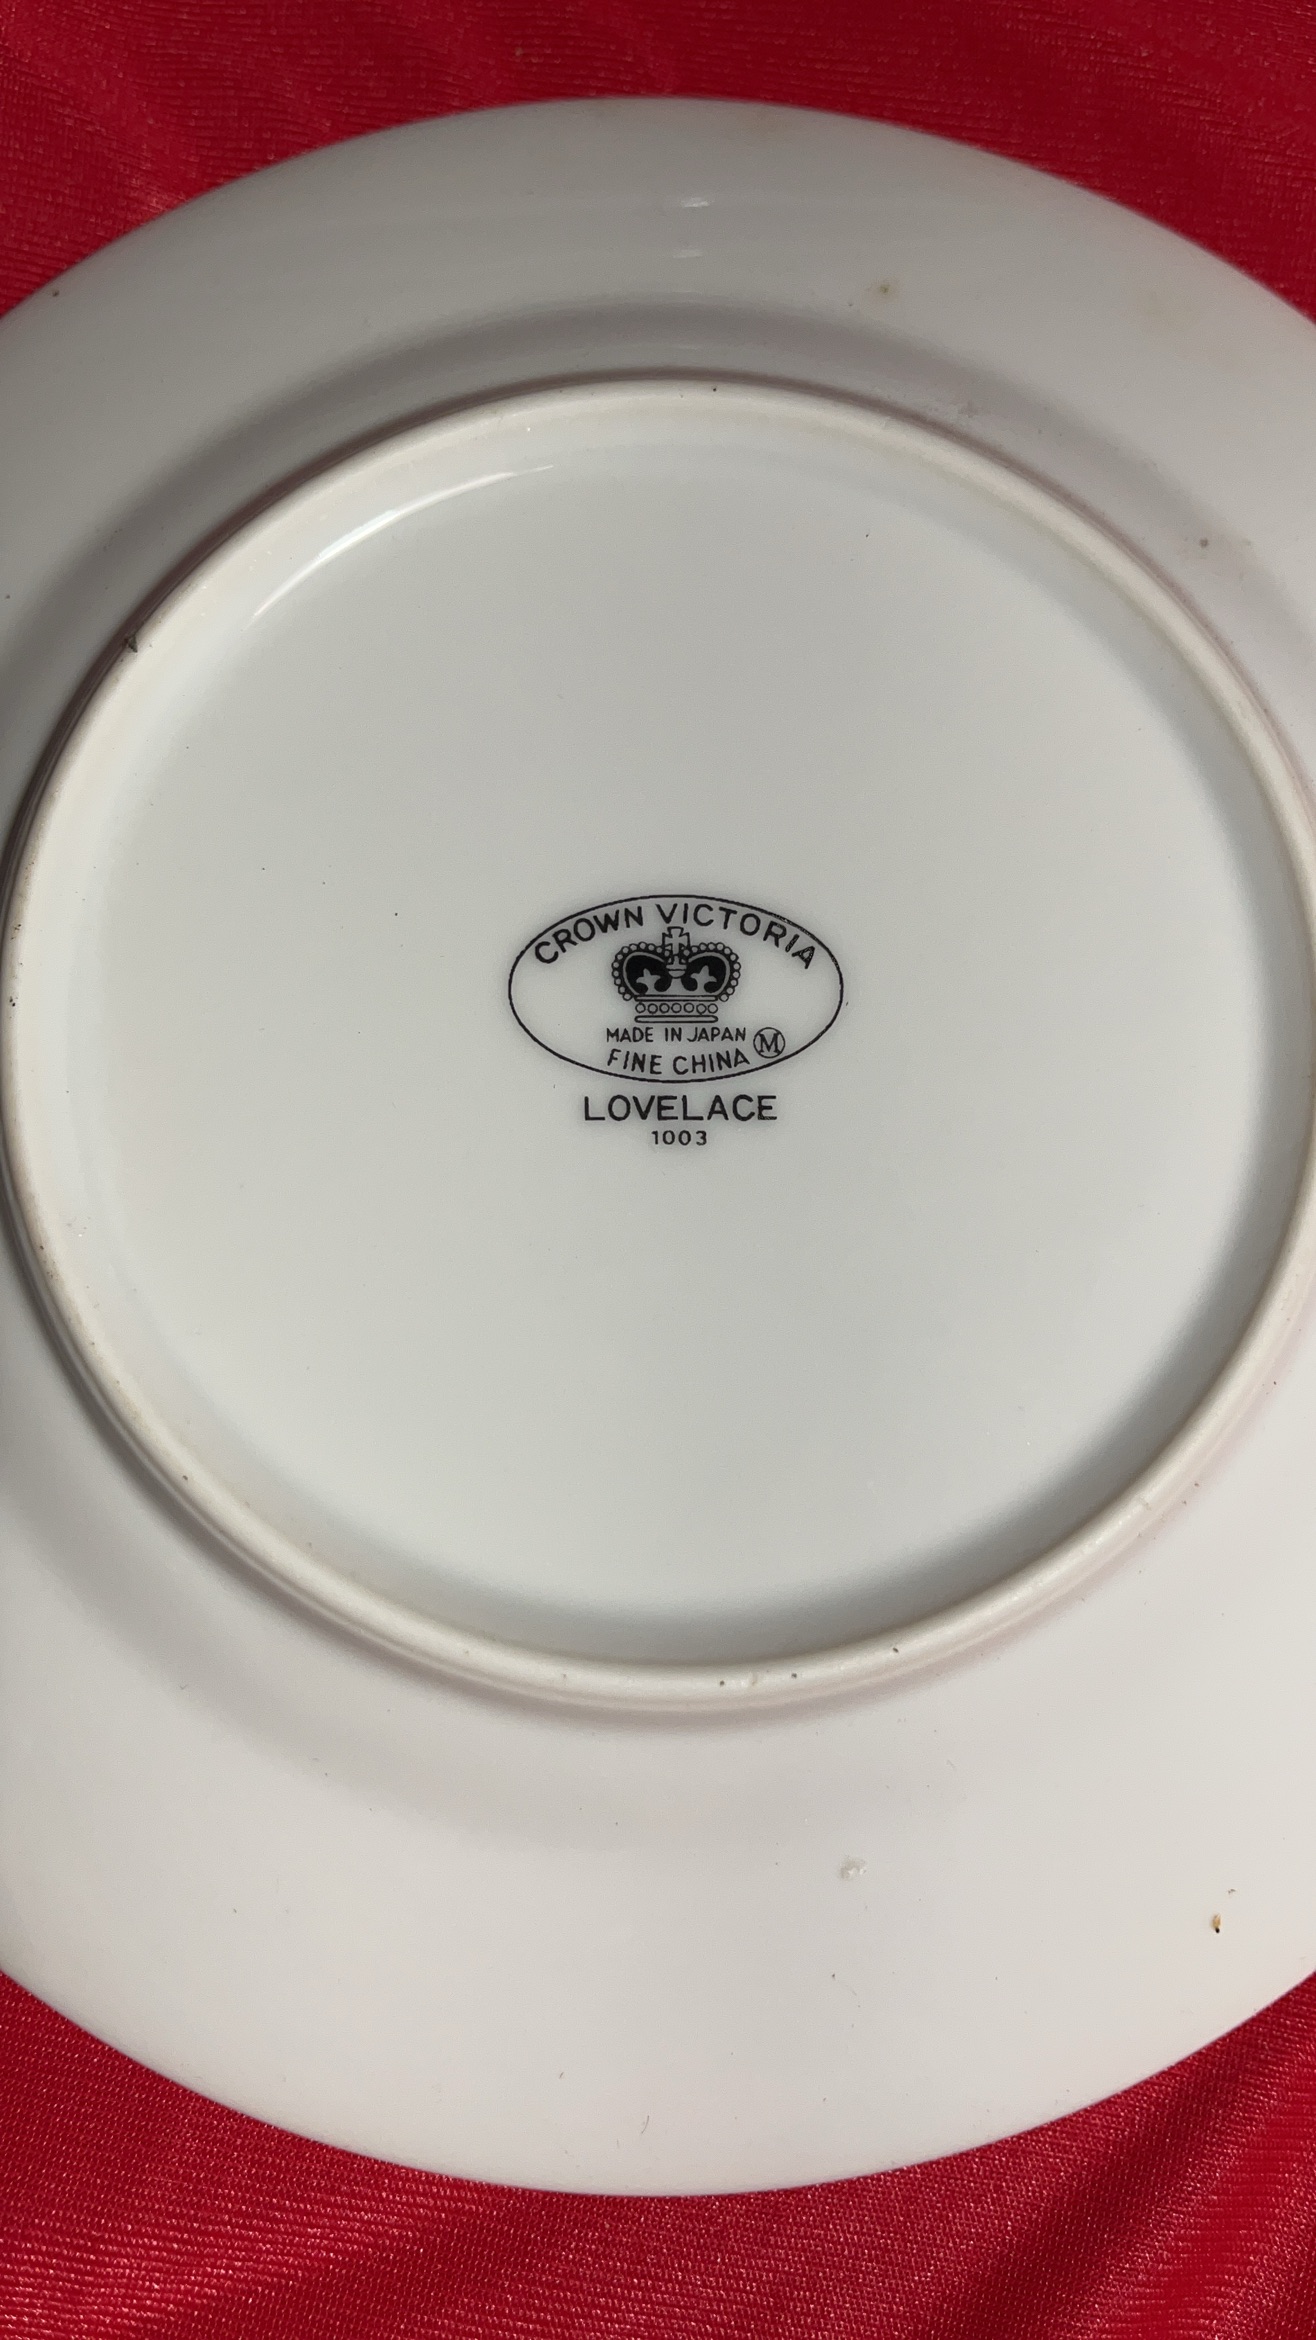 CROWN VICTORIA
MADE IN JAPAN
FINE CHINA M
LOVELACE
1003